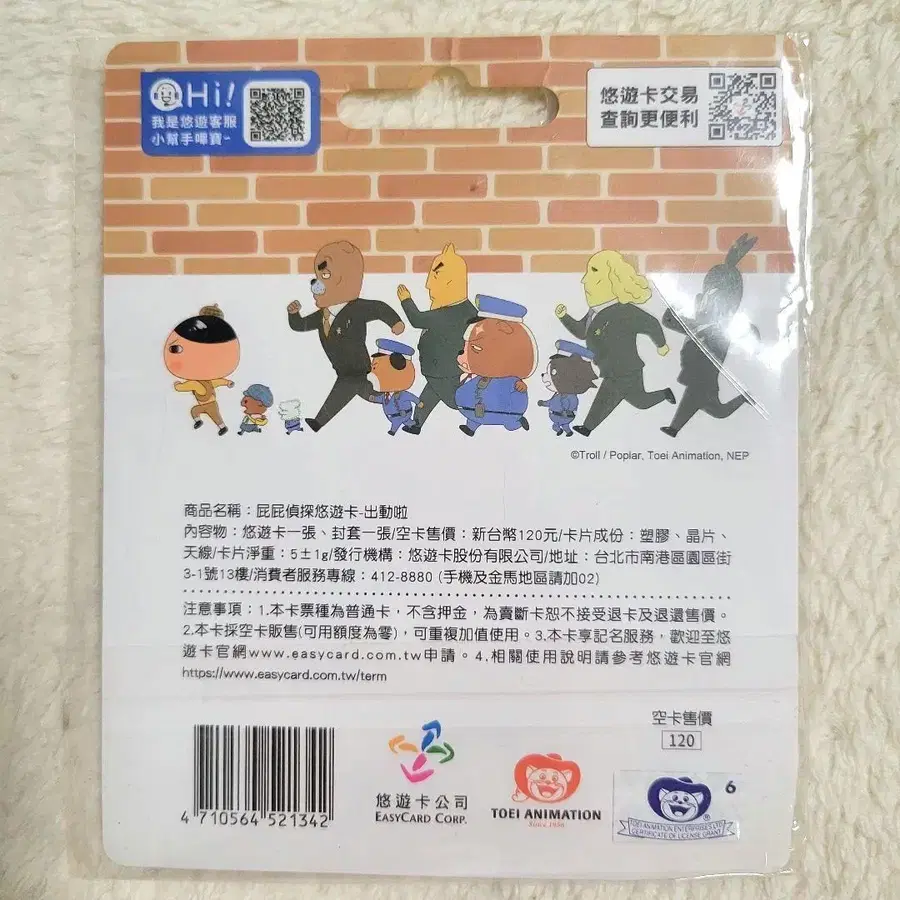 Hi!
我是悠遊客服
小幫手嗶寶~
悠遊卡交易
查詢更便利
©Troll / Poplar, Toei Animation, NEP
商品名稱：屁屁偵探悠遊卡-出動啦
內容物：悠遊卡一張、封套一張/空卡售價：新台幣120元/卡片成份：塑膠、晶片、
天線/卡片淨重：5±1g/發行機構：悠遊卡股份有限公司/地址：台北市南港區園區街
3-1號13樓/消費者服務專線：412-8880 (手機及金馬地區請加02)
注意事項：1.本卡票種為普通卡，不含押金，為賣斷卡恕不接受退卡及退還售價。
2.本卡採空卡販售(可用額度為零)，可重複加值使用。3.本卡享記名服務，歡迎至悠
遊卡官網www.easycard.com.tw申請。4.相關使用說明請參考悠遊卡官網
https://www.easycard.com.tw/term
空卡售價
120
4 710564 521342
悠遊卡公司
EASYCARD CORP.
TOEI ANIMATION
Since 1956
6
TOEI ANIMATION ENTERPRISES LTD
CERTIFICATE OF LICENSE GRANT